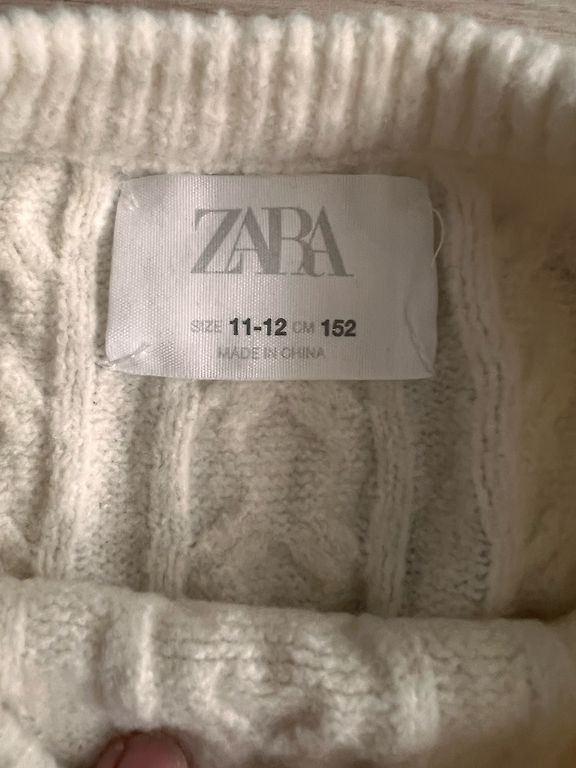 ZARA
SIZE 11-12 CM 152
MADE IN CHINA